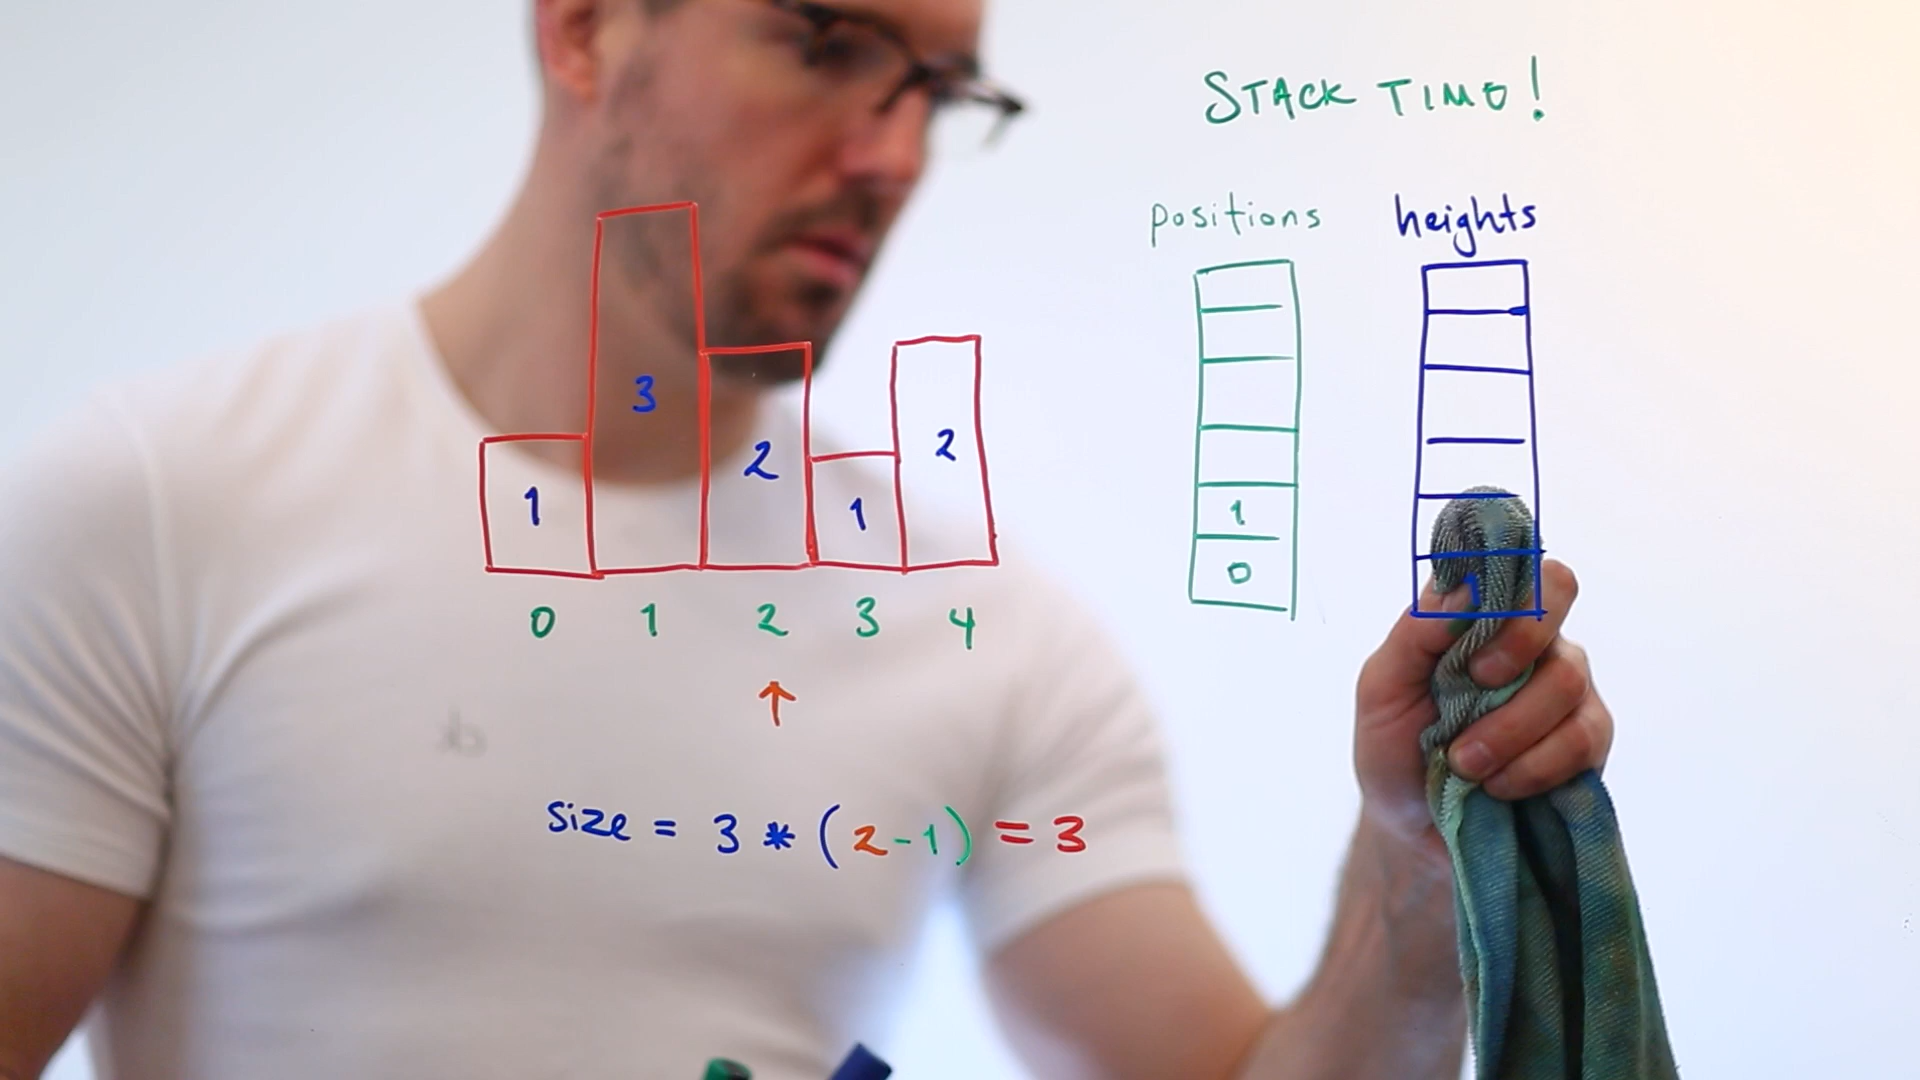 STACK TIME!
positions heights
3
2 2
1 1 1
0 1
0 1 2 3 4
↑
size = 3 * (2-1) = 3